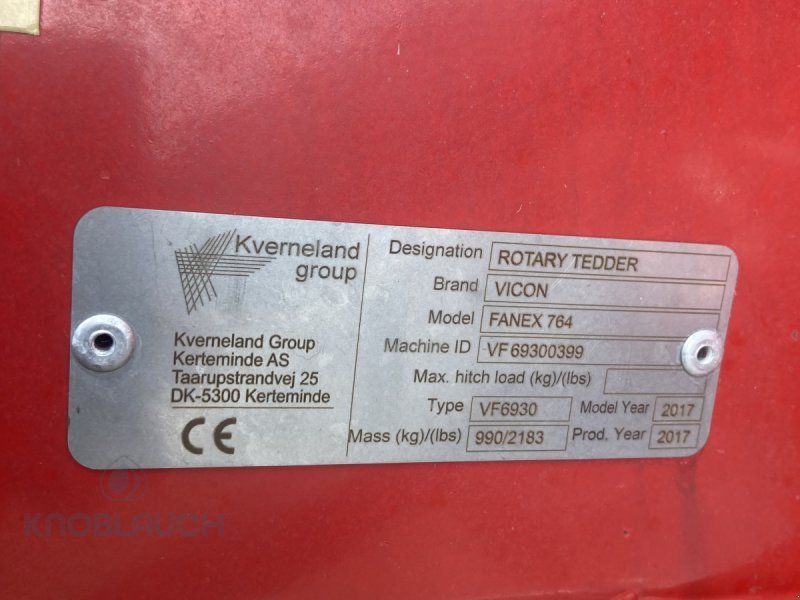 Kverneland
group
Kverneland Group
Kerteminde AS
Taarupstrandvej 25
DK-5300 Kerteminde
CE
Designation ROTARY TEDDER
Brand VICON
Model FANEX 764
Machine ID VF69300399
Max. hitch load (kg)/(lbs)
Type VF6930 Model Year 2017
Mass (kg)/(lbs) 990/2183 Prod. Year 2017
KNOBLAUCH